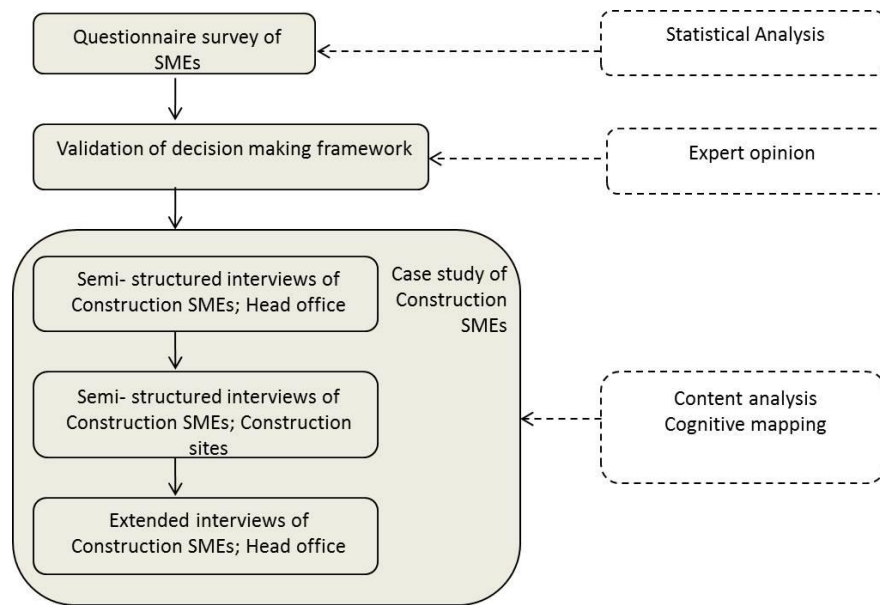 Questionnaire survey of
SMEs
Statistical Analysis
Validation of decision making framework
Expert opinion
Case study of
Construction
SMEs
Semi- structured interviews of
Construction SMEs; Head office
Semi- structured interviews of
Construction SMEs; Construction
sites
Extended interviews of
Construction SMEs; Head office
Content analysis
Cognitive mapping